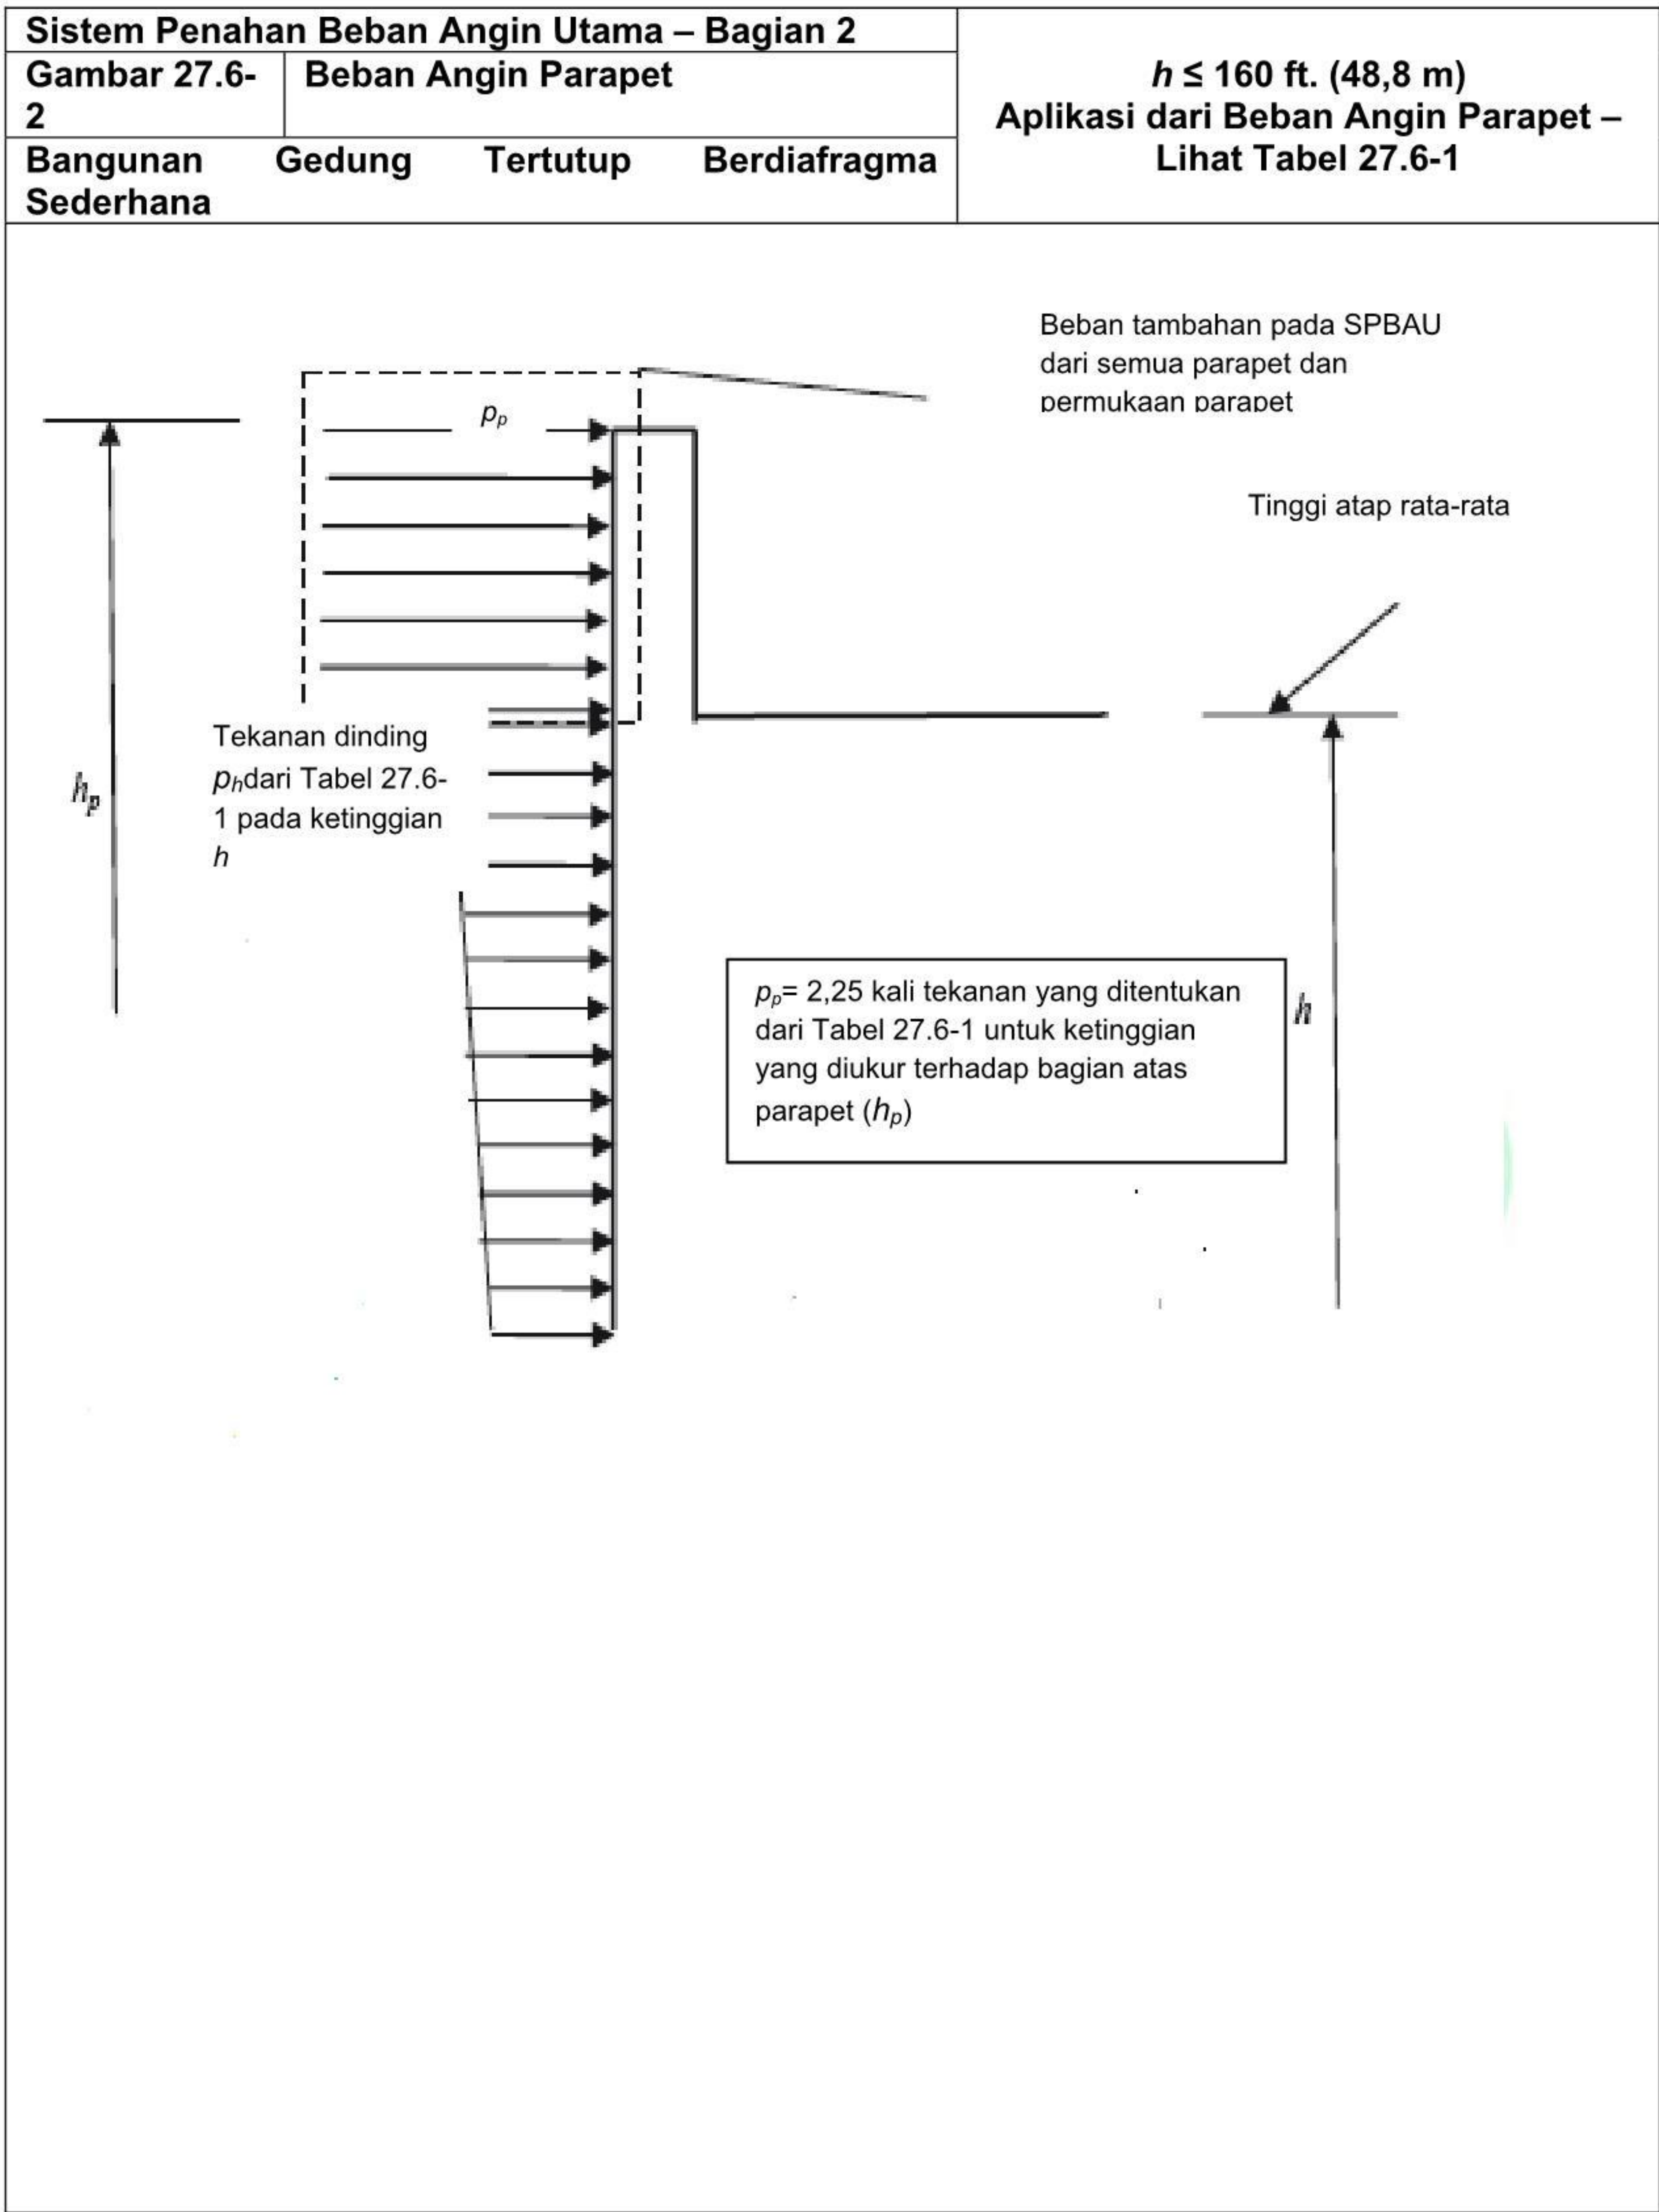 Sistem Penahan Beban Angin Utama – Bagian 2
Gambar 27.6-
2
Beban Angin Parapet
Bangunan Gedung Tertutup Berdiafragma
Sederhana
h ≤ 160 ft. (48,8 m)
Aplikasi dari Beban Angin Parapet –
Lihat Tabel 27.6-1
Beban tambahan pada SPBAU
dari semua parapet dan
permukaan parapet
pp
Tinggi atap rata-rata
Tekanan dinding
phdari Tabel 27.6-
1 pada ketinggian
h
hp
pp= 2,25 kali tekanan yang ditentukan
dari Tabel 27.6-1 untuk ketinggian
yang diukur terhadap bagian atas
parapet (hp)
h